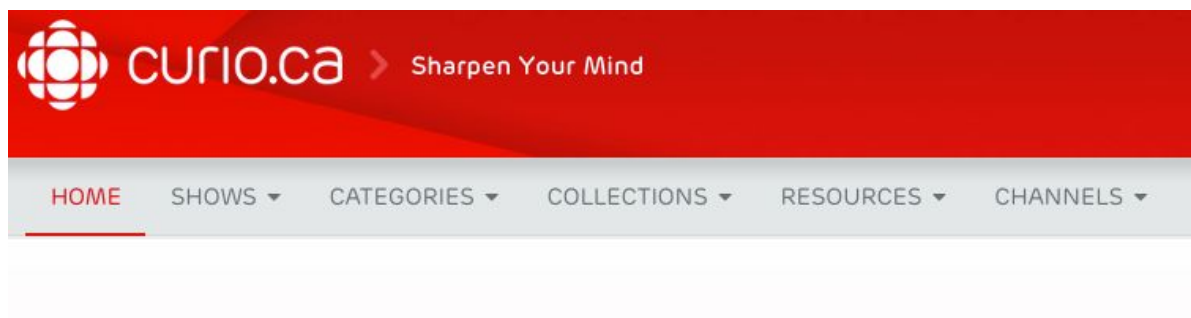 curio.ca > Sharpen Your Mind
HOME SHOWS CATEGORIES COLLECTIONS RESOURCES CHANNELS